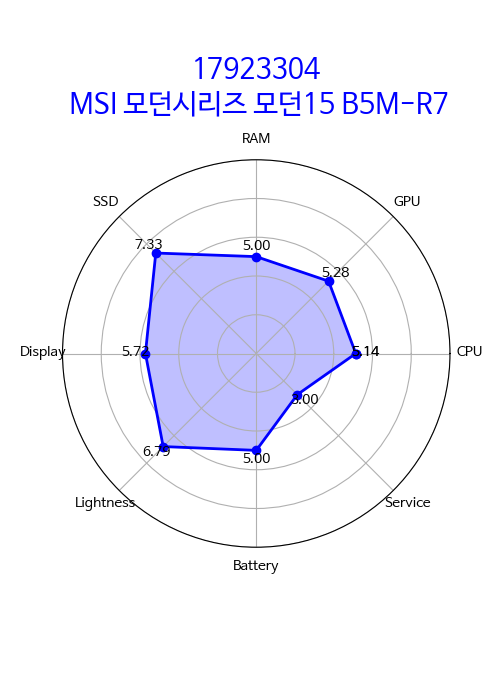 17923304
MSI 모던시리즈 모던15 B5M-R7
RAM
SSD
GPU
7.33
5.00
5.28
Display
5.73
5.14
CPU
6.79
5.00
3.00
Lightness
Service
Battery